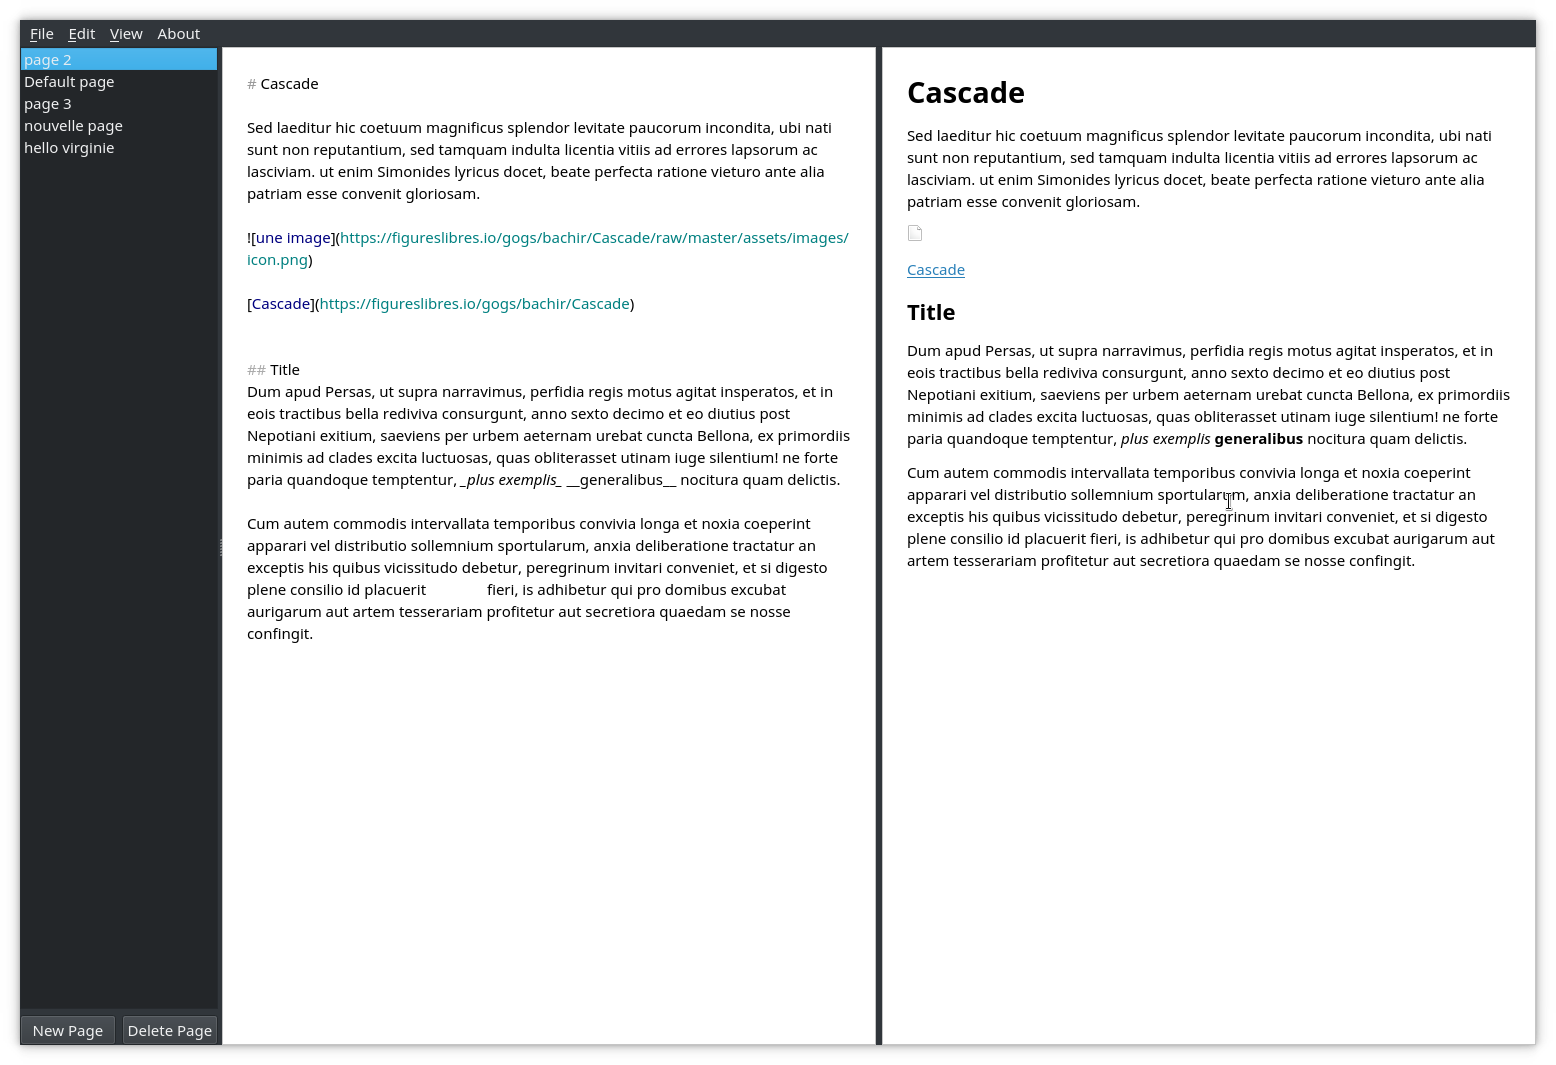 File Edit View About
page 2
Default page
page 3
nouvelle page
hello virginie
New Page
Delete Page
# Cascade
Sed laeditur hic coetuum magnificus splendor levitate paucorum incondita, ubi nati
sunt non reputantium, sed tamquam indulta licentia vitiis ad errores lapsorum ac
lasciviam. ut enim Simonides lyricus docet, beate perfecta ratione vieturo ante alia
patriam esse convenit gloriosam.
![une image](https://figureslibres.io/gogs/bachir/Cascade/raw/master/assets/images/
icon.png)
[Cascade](https://figureslibres.io/gogs/bachir/Cascade)
## Title
Dum apud Persas, ut supra narravimus, perfidia regis motus agitat insperatos, et in
eois tractibus bella rediviva consurgunt, anno sexto decimo et eo diutius post
Nepotiani exitium, saeviens per urbem aeternam urebat cuncta Bellona, ex primordiis
minimis ad clades excita luctuosas, quas obliterasset utinam iuge silentium! ne forte
paria quandoque temptentur, _plus exemplis_ __generalibus__ nocitura quam delictis.
Cum autem commodis intervallata temporibus convivia longa et noxia coeperint
apparari vel distributio sollemnium sportularum, anxia deliberatione tractatur an
exceptis his quibus vicissitudo debetur, peregrinum invitari conveniet, et si digesto
plene consilio id placuerit fieri, is adhibetur qui pro domibus excubat
aurigarum aut artem tesserariam profitetur aut secretiora quaedam se nosse
confingit.
Cascade
Sed laeditur hic coetuum magnificus splendor levitate paucorum incondita, ubi nati
sunt non reputantium, sed tamquam indulta licentia vitiis ad errores lapsorum ac
lasciviam. ut enim Simonides lyricus docet, beate perfecta ratione vieturo ante alia
patriam esse convenit gloriosam.
Cascade
Title
Dum apud Persas, ut supra narravimus, perfidia regis motus agitat insperatos, et in
eois tractibus bella rediviva consurgunt, anno sexto decimo et eo diutius post
Nepotiani exitium, saeviens per urbem aeternam urebat cuncta Bellona, ex primordiis
minimis ad clades excita luctuosas, quas obliterasset utinam iuge silentium! ne forte
paria quandoque temptentur, plus exemplis generalibus nocitura quam delictis.
Cum autem commodis intervallata temporibus convivia longa et noxia coeperint
apparari vel distributio sollemnium sportularum, anxia deliberatione tractatur an
exceptis his quibus vicissitudo debetur, peregrinum invitari conveniet, et si digesto
plene consilio id placuerit fieri, is adhibetur qui pro domibus excubat aurigarum aut
artem tesserariam profitetur aut secretiora quaedam se nosse confingit.